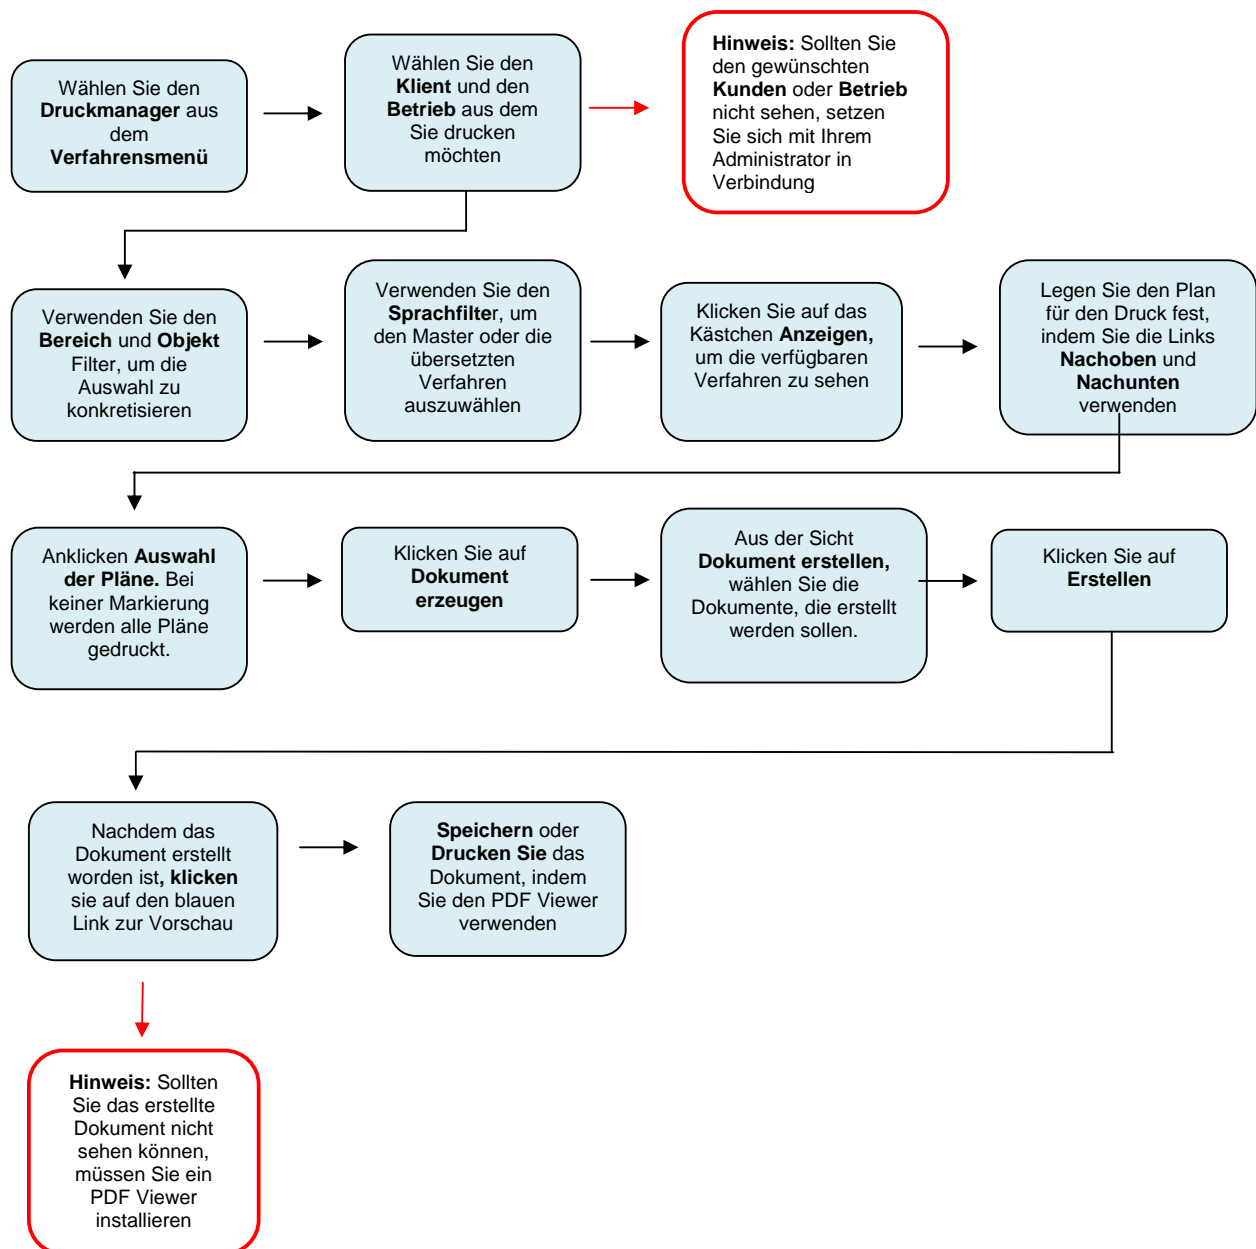 Wählen Sie den
Druckmanager aus
dem
Verfahrensmenü
Wählen Sie den
Klient und den
Betrieb aus dem
Sie drucken
möchten
Hinweis: Sollten Sie
den gewünschten
Kunden oder Betrieb
nicht sehen, setzen
Sie sich mit Ihrem
Administrator in
Verbindung
Verwenden Sie den
Bereich und Objekt
Filter, um die
Auswahl zu
konkretisieren
Verwenden Sie den
Sprachfilter, um
den Master oder die
übersetzten
Verfahren
auszuwählen
Klicken Sie auf das
Kästchen Anzeigen,
um die verfügbaren
Verfahren zu sehen
Legen Sie den Plan
für den Druck fest,
indem Sie die Links
Nachoben und
Nachunten
verwenden
Anklicken Auswahl
der Pläne. Bei
keiner Markierung
werden alle Pläne
gedruckt.
Klicken Sie auf
Dokument
erzeugen
Aus der Sicht
Dokument erstellen,
wählen Sie die
Dokumente, die erstellt
werden sollen.
Klicken Sie auf
Erstellen
Nachdem das
Dokument erstellt
worden ist, klicken
sie auf den blauen
Link zur Vorschau
Speichern oder
Drucken Sie das
Dokument, indem
Sie den PDF Viewer
verwenden
Hinweis: Sollten
Sie das erstellte
Dokument nicht
sehen können,
müssen Sie ein
PDF Viewer
installieren